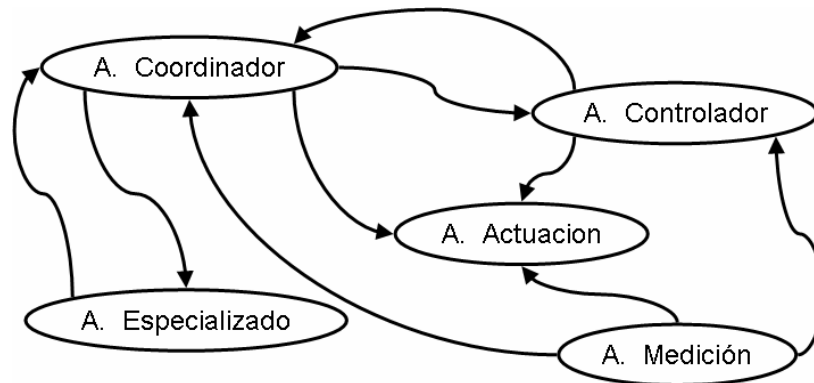 A. Coordinador
A. Controlador
A. Actuacion
A. Especializado
A. Medición